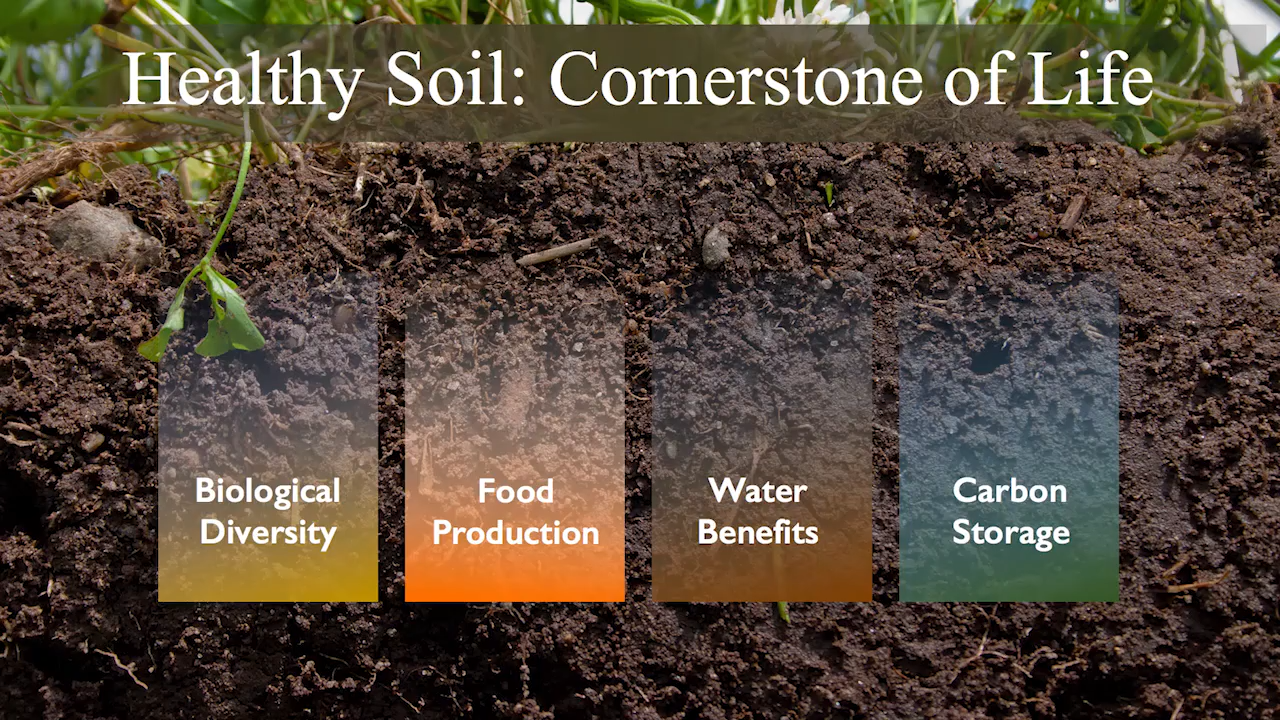 Healthy Soil: Cornerstone of Life
Biological
Diversity
Food
Production
Water
Benefits
Carbon
Storage